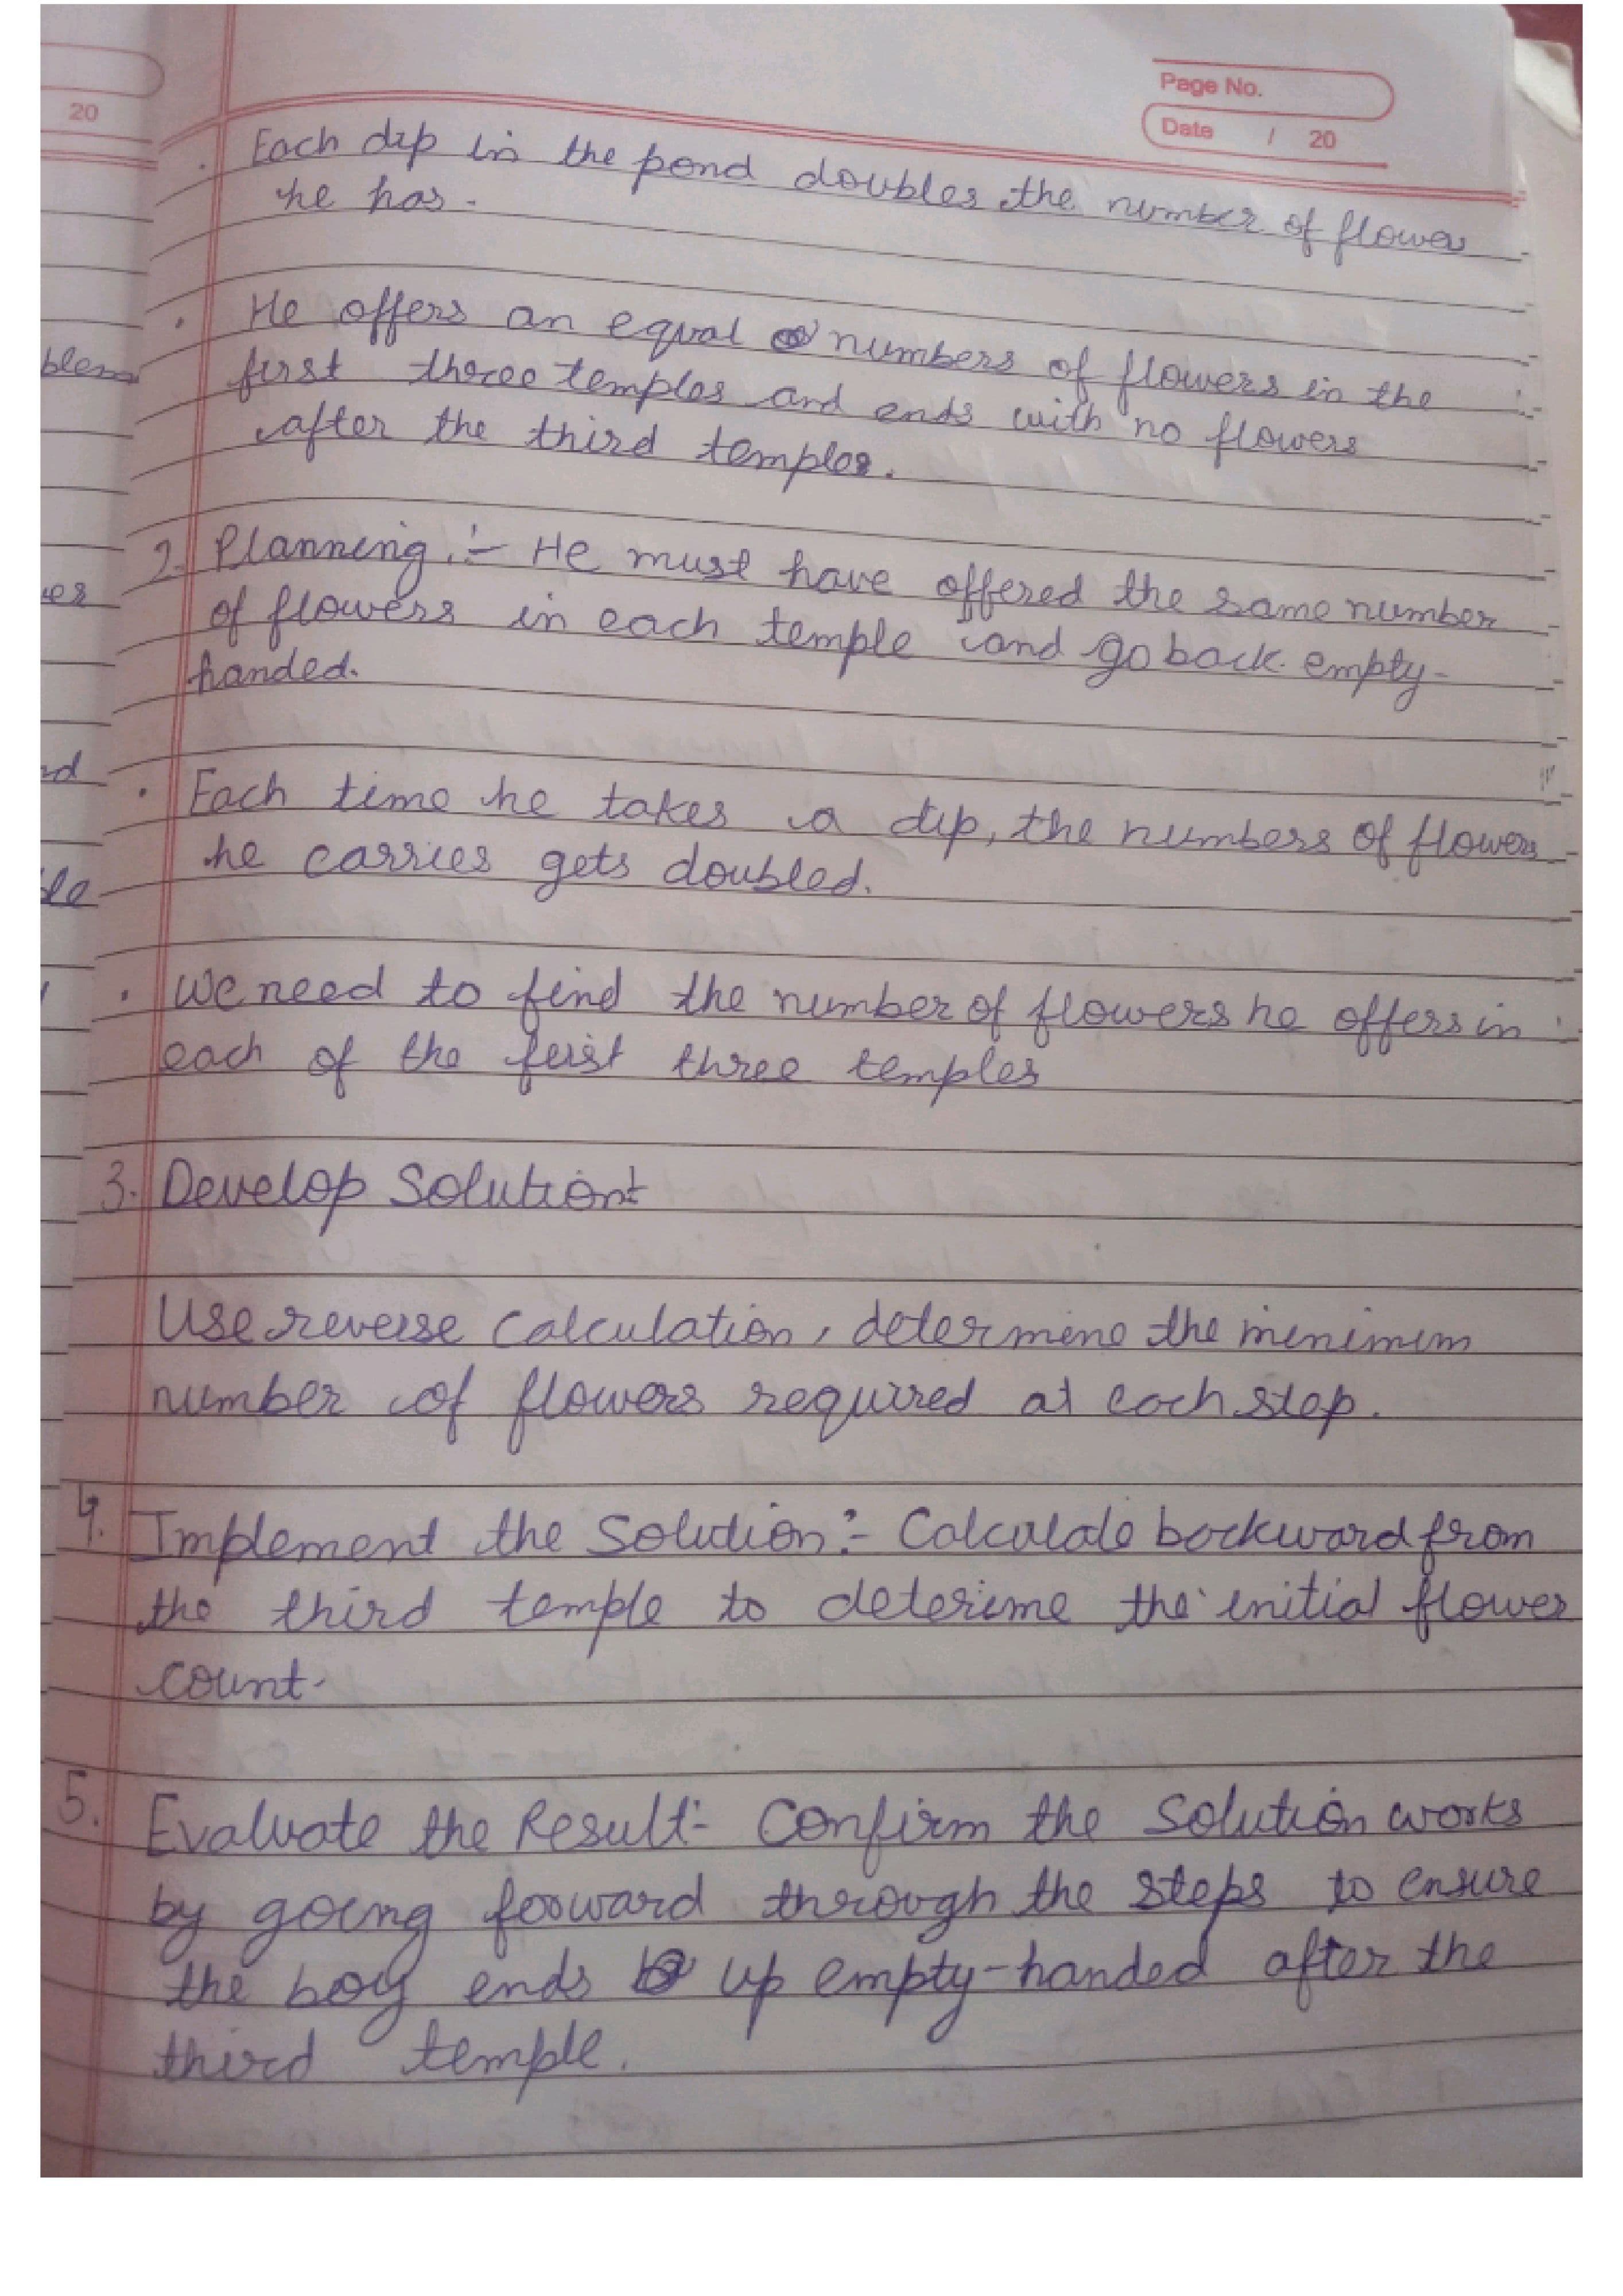 Page No.
Date / 20
20
Each dip in the pond doubles the number of flower
he has.
He offers an equal numbers of flowers in the
first three temples and ends with no flowers
after the third temples.
2. Planning :- He must have offered the same number
of flowers in each temple and go back empty-
handed.
Each time he takes a dip, the numbers of flowers
he carries gets doubled.
We need to find the number of flowers he offers in
each of the first three temples
3. Develop Solution:-
Use reverse calculation, determine the minimum
number of flowers required at each step.
4. Implement the Solution :- Calculate backward from
the third temple to deterime the initial flower
count.
5. Evaluate the Result:- Confirm the solution works
by going forward through the steps to ensure
the boy ends up empty-handed after the
third temple.